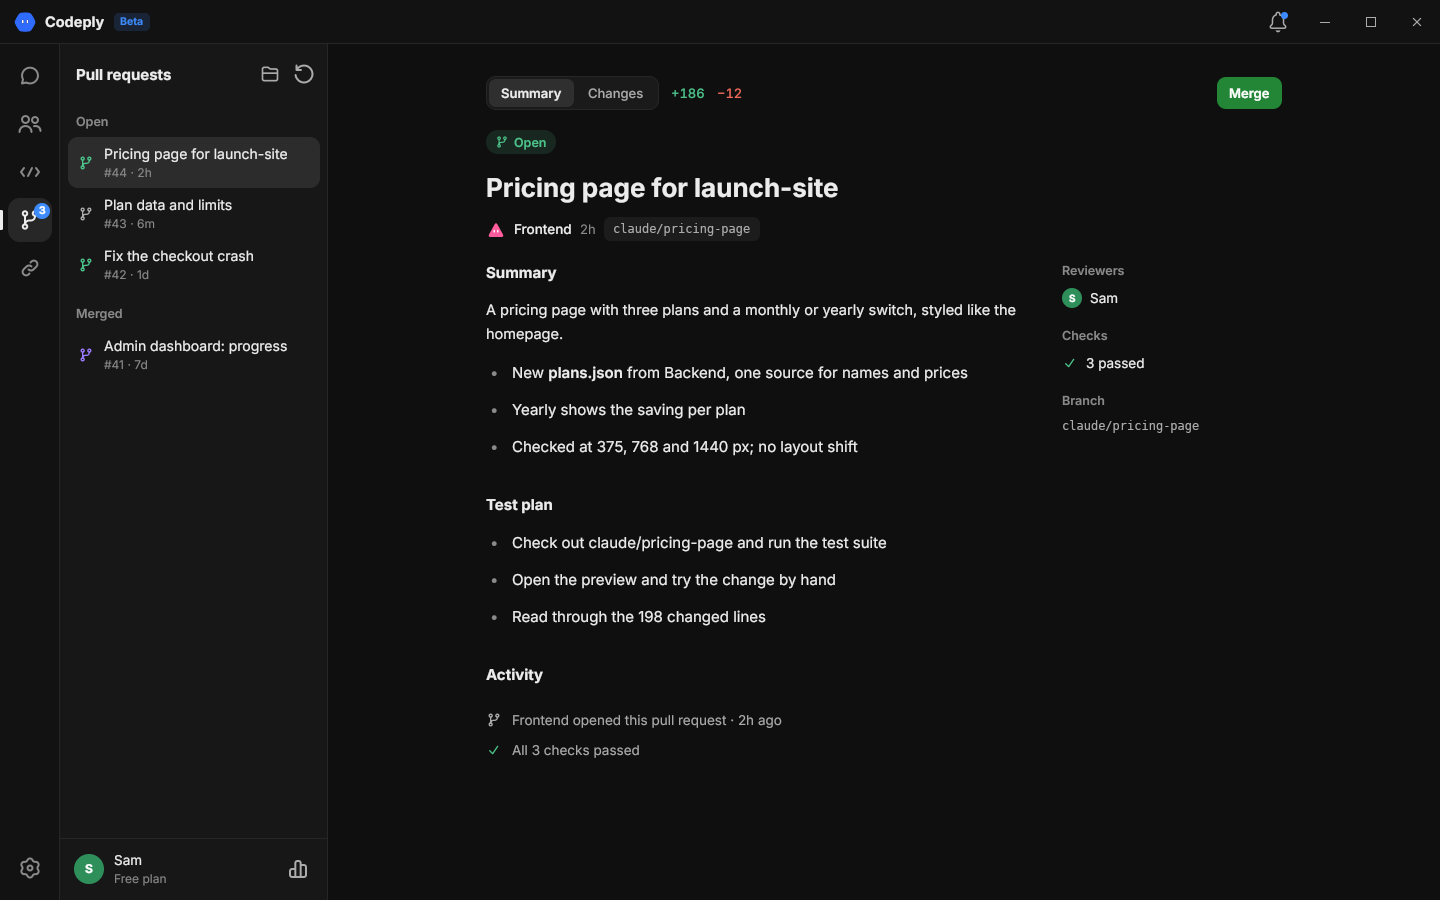 Codeply Beta
Pull requests
3
Open
Pricing page for launch-site
#44 · 2h
Plan data and limits
#43 · 6m
Fix the checkout crash
#42 · 1d
Merged
Admin dashboard: progress
#41 · 7d
S
Sam
Free plan
Summary Changes +186 −12
Merge
Open
Pricing page for launch-site
Frontend 2h claude/pricing-page
Summary
A pricing page with three plans and a monthly or yearly switch, styled like the
homepage.
• New plans.json from Backend, one source for names and prices
• Yearly shows the saving per plan
• Checked at 375, 768 and 1440 px; no layout shift
Test plan
• Check out claude/pricing-page and run the test suite
• Open the preview and try the change by hand
• Read through the 198 changed lines
Activity
Frontend opened this pull request · 2h ago
All 3 checks passed
Reviewers
S Sam
Checks
3 passed
Branch
claude/pricing-page